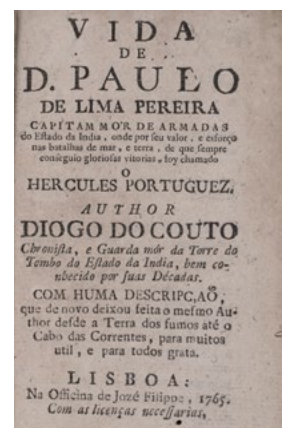 VIDA
DE
D. PAULO
DE LIMA PEREIRA
CAPITAM MÓR DE ARMADAS
do Estado da India, onde por seu valor, e esforço
nas batalhas de mar, e terra, de que sempre
conseguio gloriosas vitorias, foy chamado
O
HERCULES PORTUGUEZ,
AUTHOR
DIOGO DO COUTO
Chronista, e Guarda mór da Torre do
Tombo do Estado da India, bem co-
nhecido por suas Décadas.
COM HUMA DESCRIPC,AÕ,
que de novo deixou feita o mesmo Au-
thor desde a Terra dos fumos até o
Cabo das Correntes, para muitos
util, e para todos grata.
LISBOA:
Na Officina de Jozé Filippe, 1765.
Com as licenças necessarias,